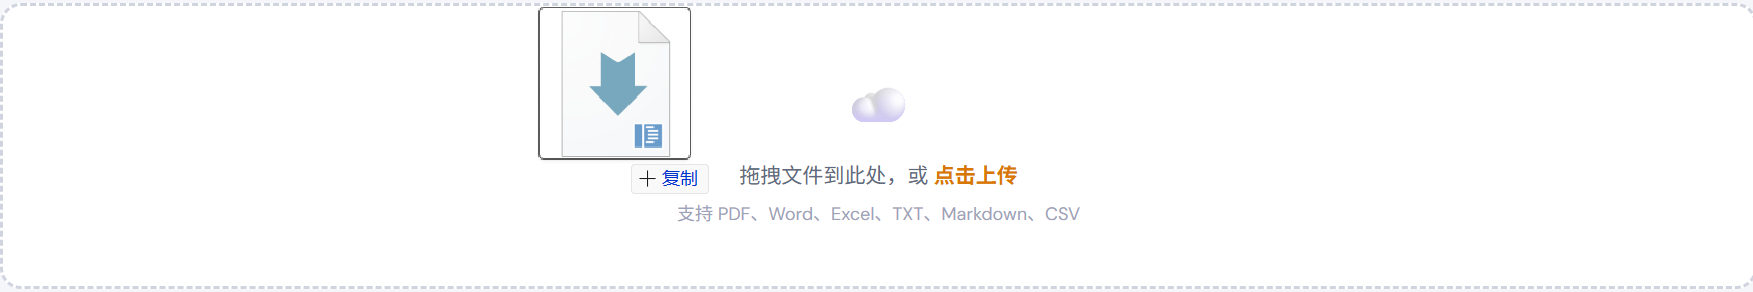 拖拽文件到此处，或 点击上传
+ 复制
支持 PDF、Word、Excel、TXT、Markdown、CSV